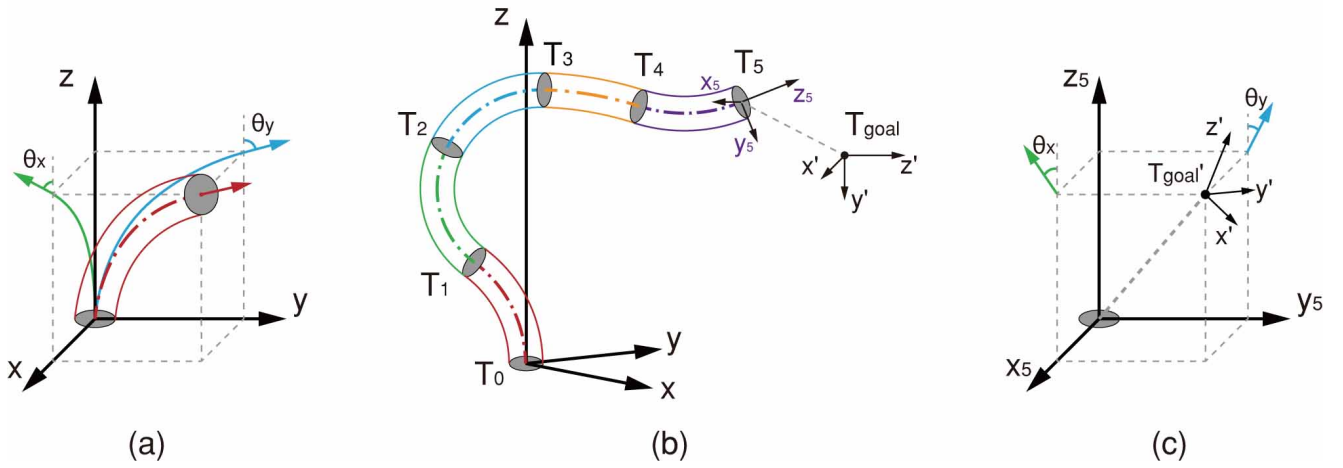 z
θx
θy
y
x
(a)
z
T3
T4
T5
x5
z5
y5
T2
Tgoal
x'
z'
y'
T1
T0
y
x
(b)
z5
θy
θx
z'
Tgoal'
y'
x'
y5
x5
(c)